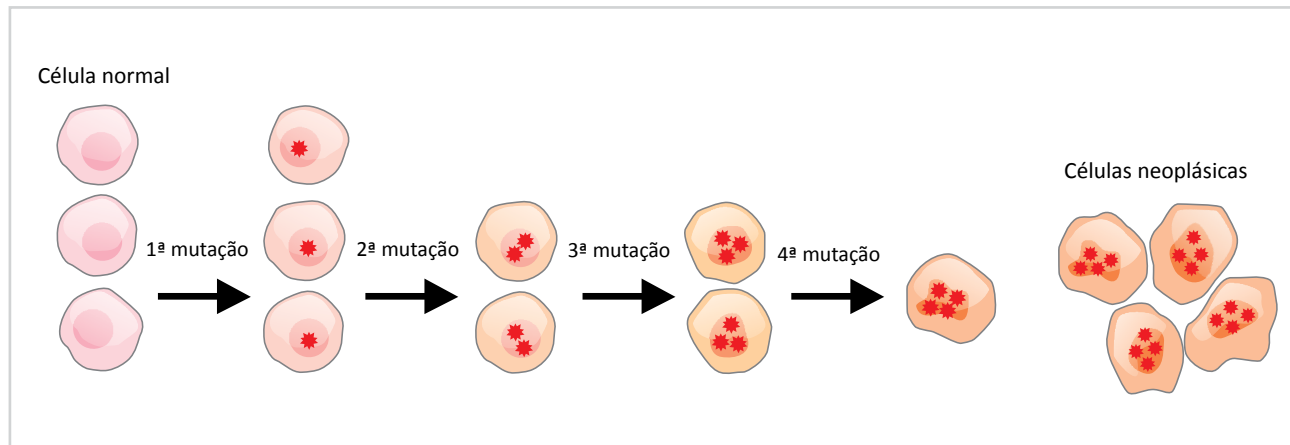 Célula normal
1ª mutação
2ª mutação
3ª mutação
4ª mutação
Células neoplásicas